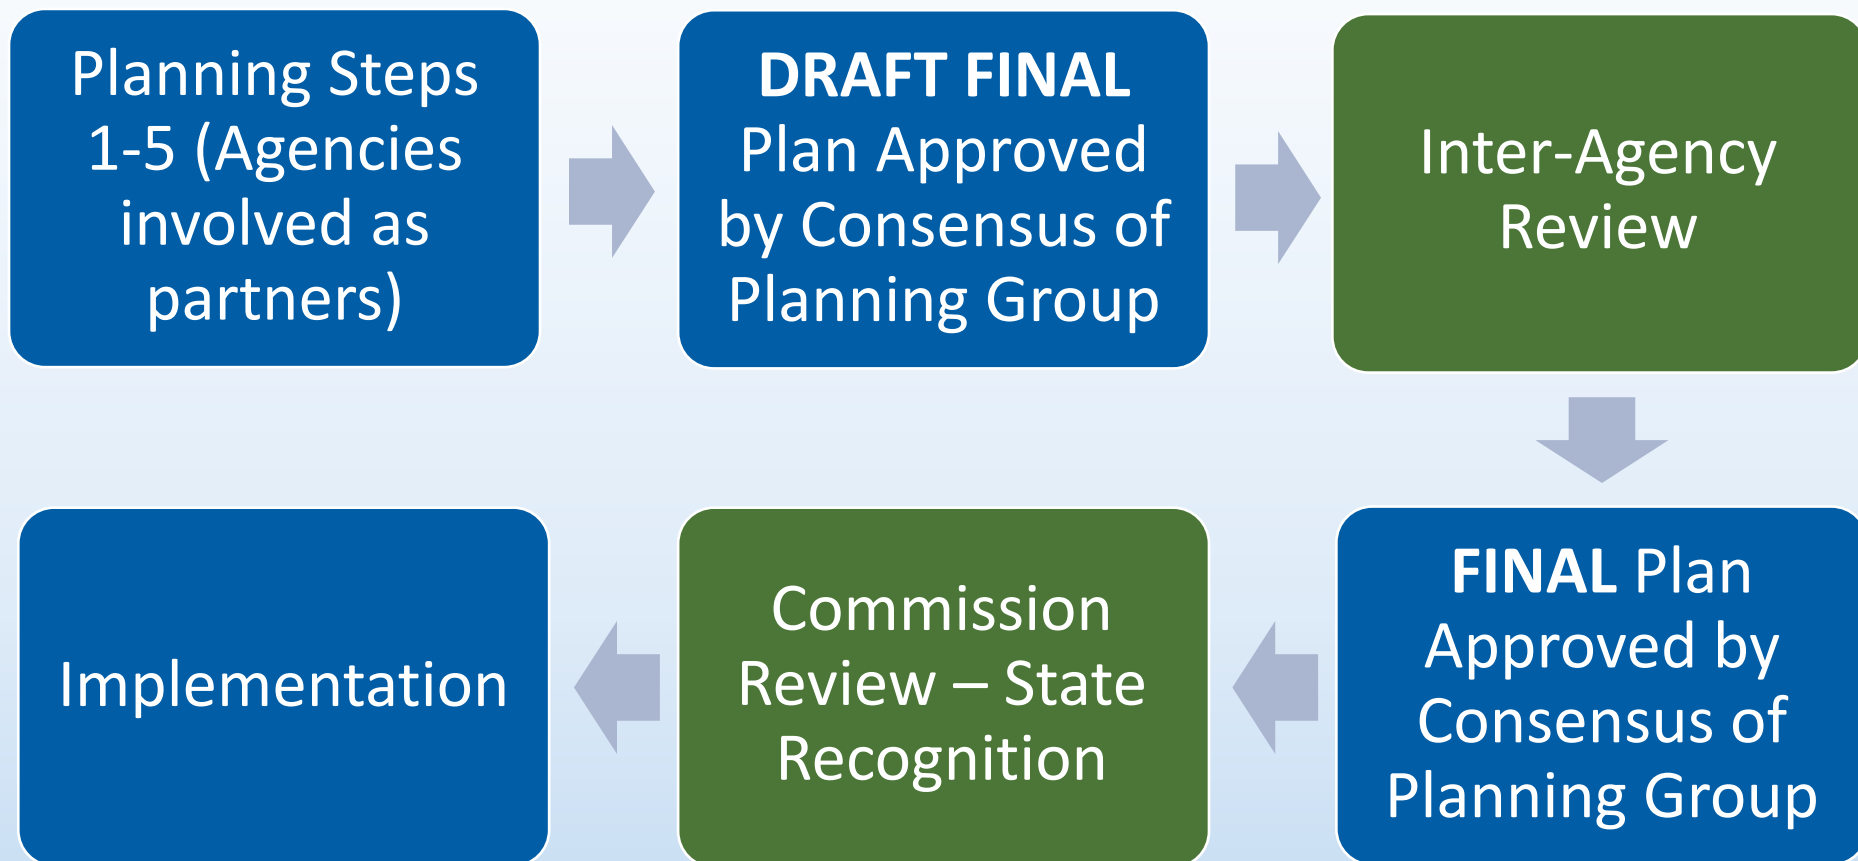 Planning Steps
1-5 (Agencies
involved as
partners)
DRAFT FINAL
Plan Approved
by Consensus of
Planning Group
Inter-Agency
Review
FINAL Plan
Approved by
Consensus of
Planning Group
Commission
Review – State
Recognition
Implementation